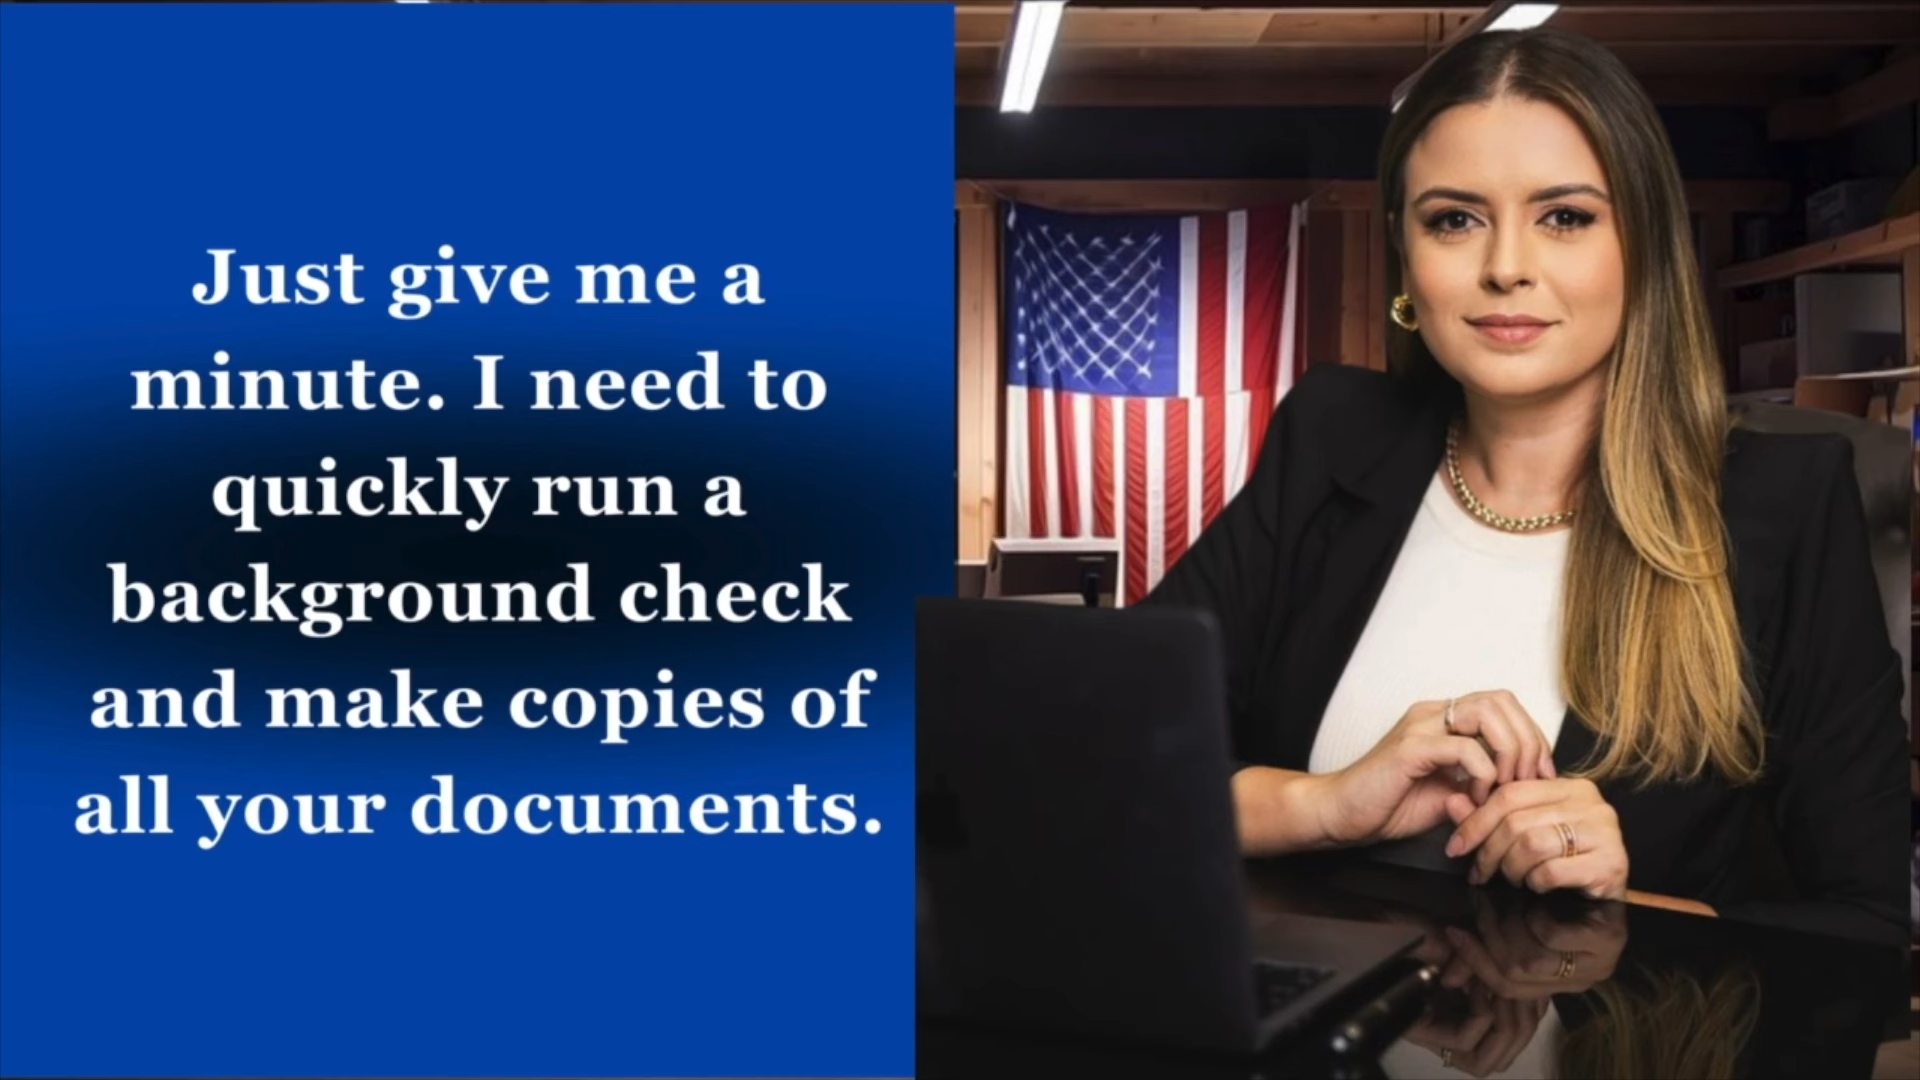 Just give me a
minute. I need to
quickly run a
background check
and make copies of
all your documents.